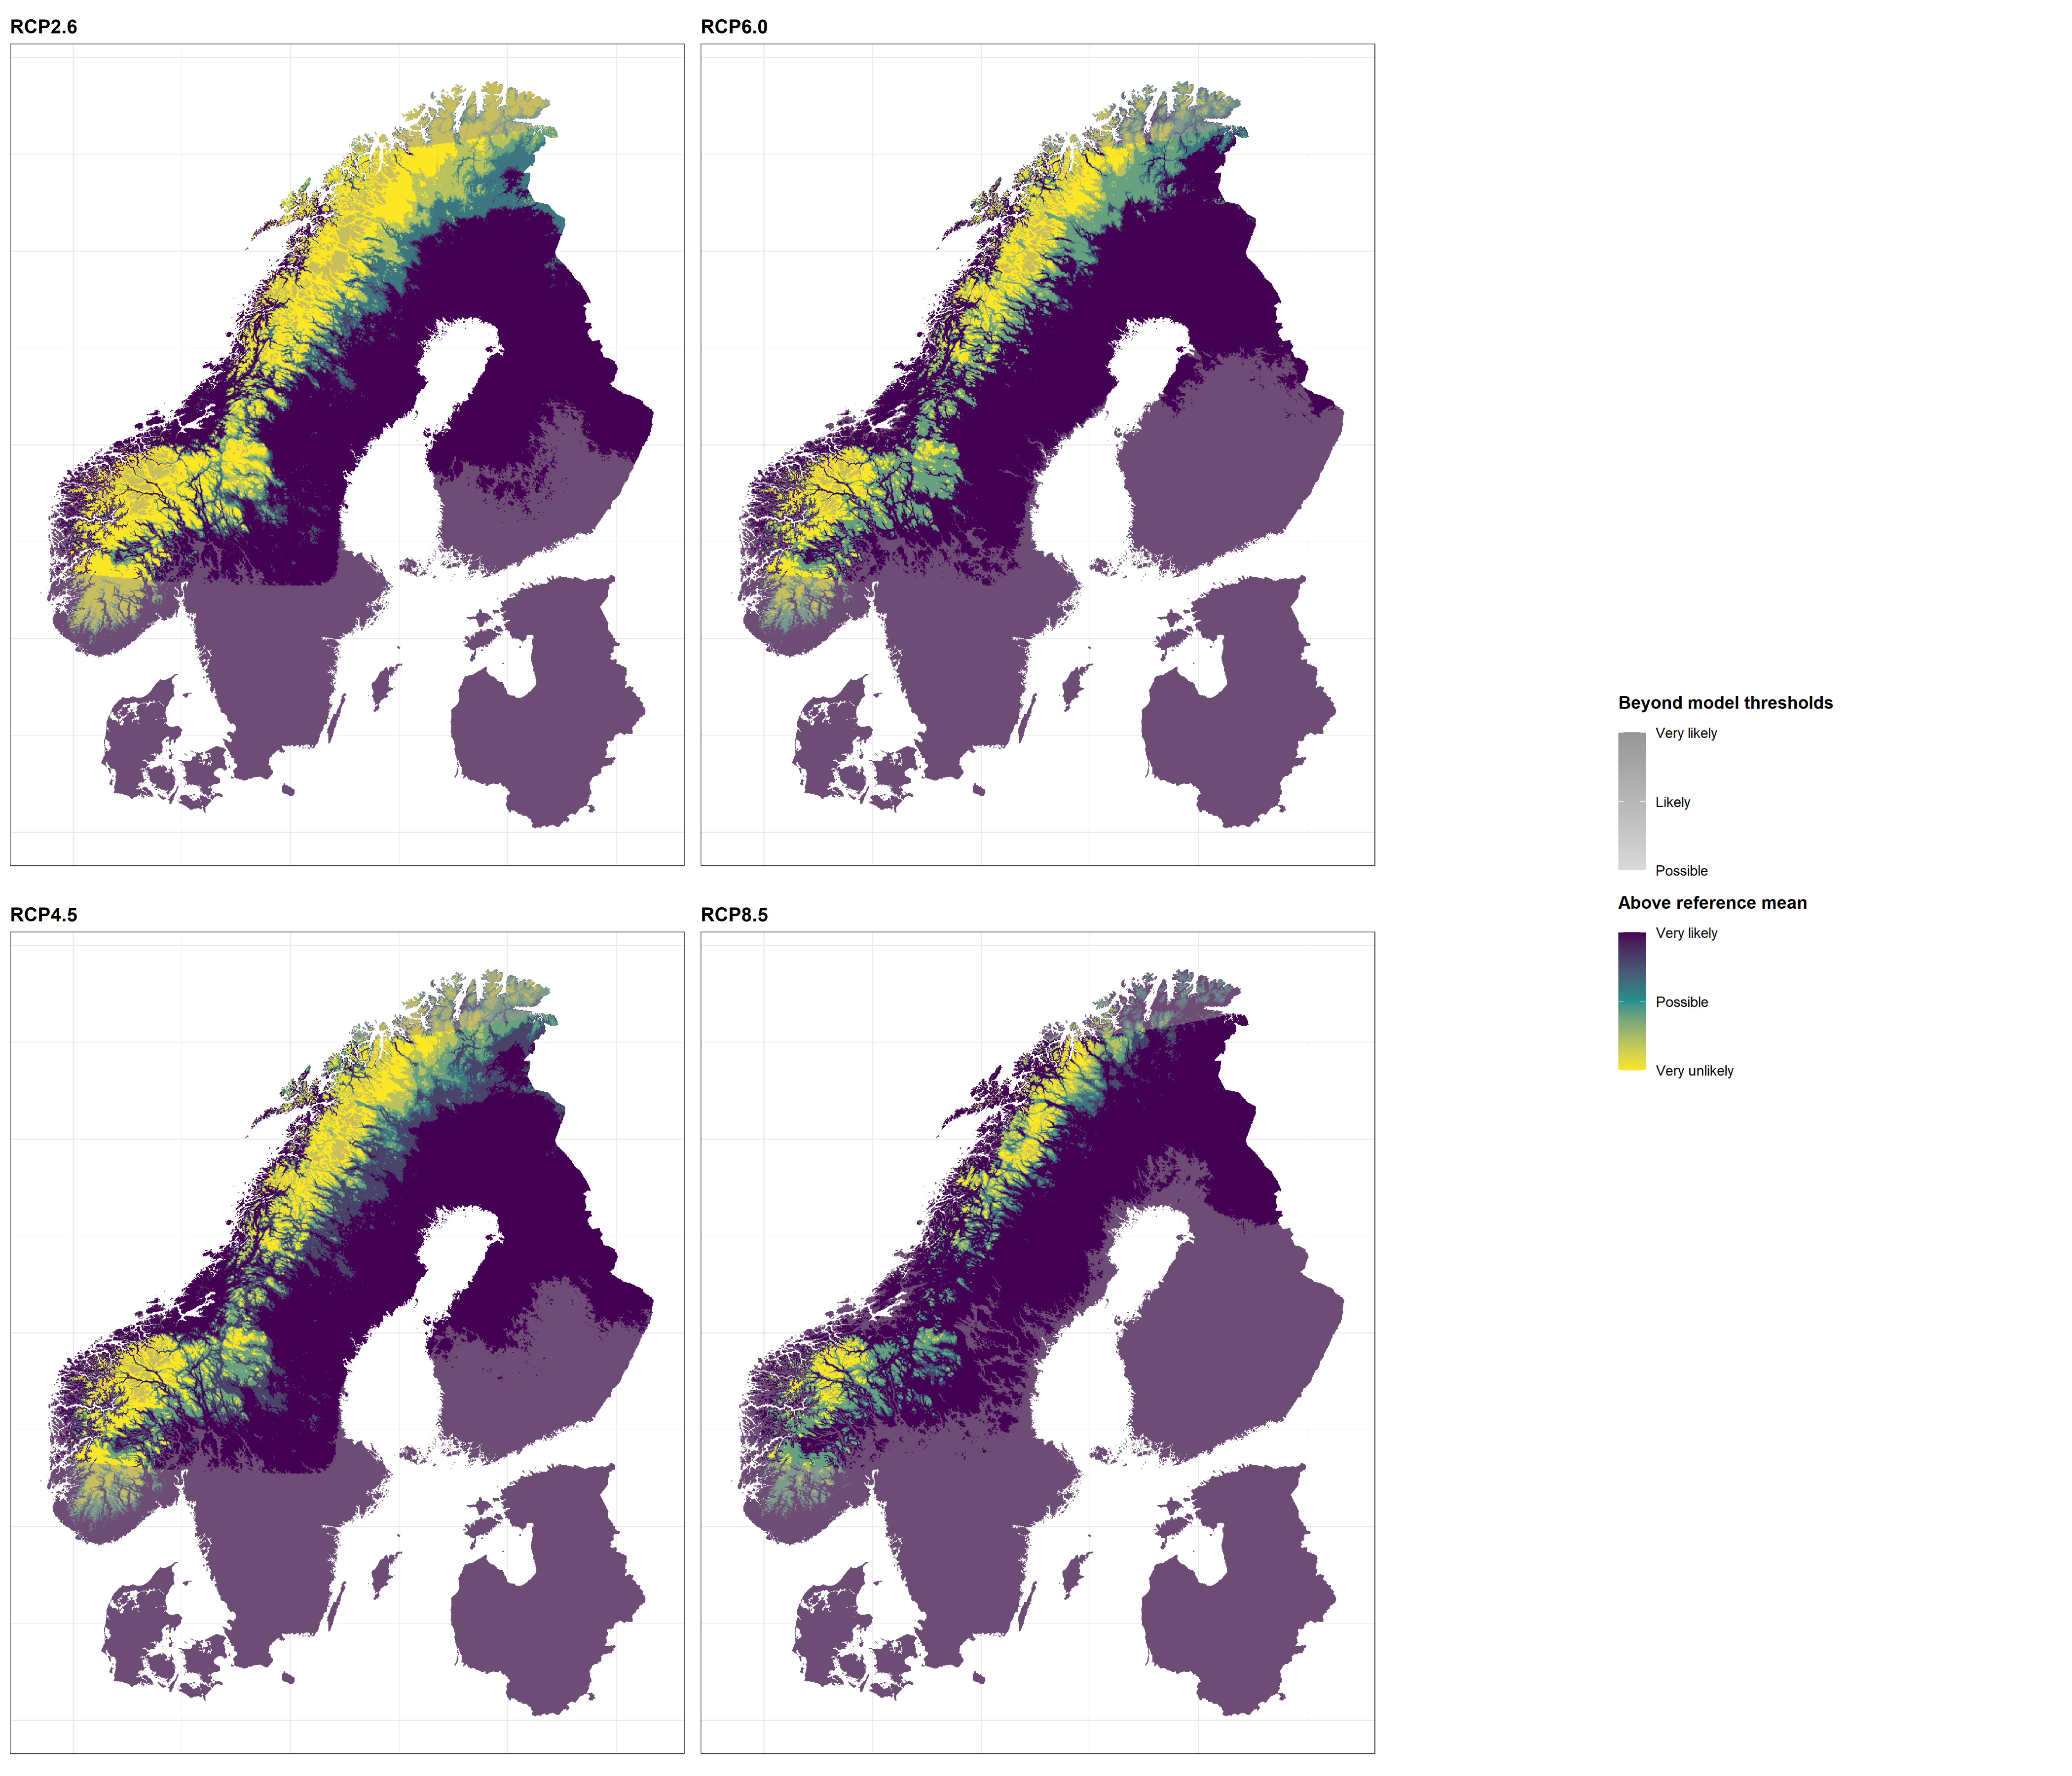 RCP2.6
RCP6.0
RCP4.5
RCP8.5
Beyond model thresholds
Very likely
Likely
Possible
Above reference mean
Very likely
Possible
Very unlikely